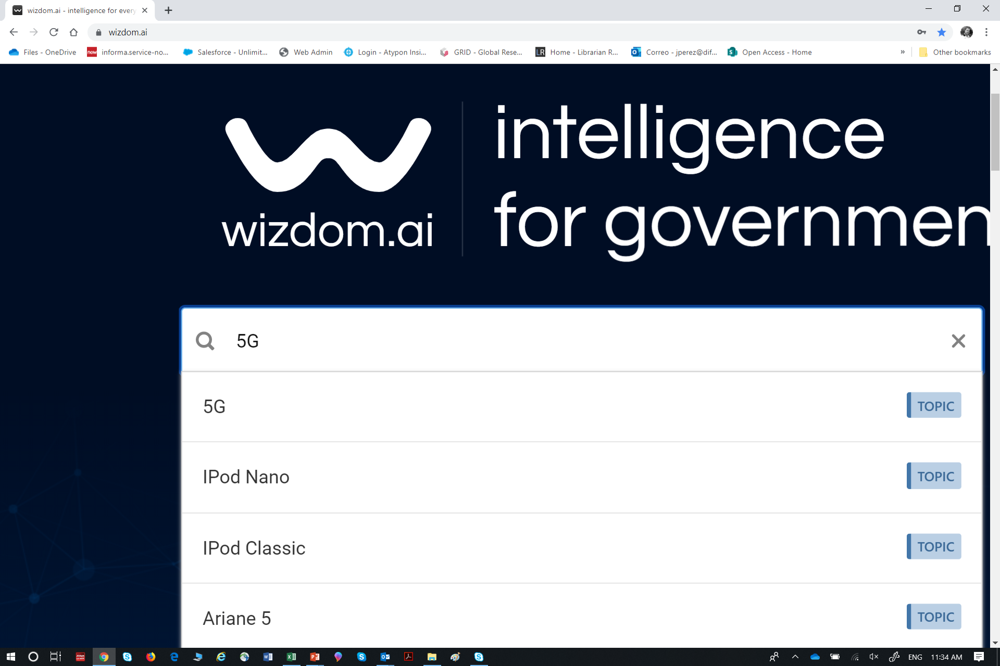 wizdom.ai - intelligence for every
wizdom.ai
Files - OneDrive
now
informa.service-no...
Salesforce - Unlimit...
Web Admin
Login - Atypon Insi...
GRID - Global Rese...
LR
Home - Librarian R...
Correo - jperez@dif...
Open Access - Home
»
Other bookmarks
wizdom.ai
intelligence
for governmen
5G
5G
TOPIC
IPod Nano
TOPIC
IPod Classic
TOPIC
Ariane 5
TOPIC
ENG
11:34 AM